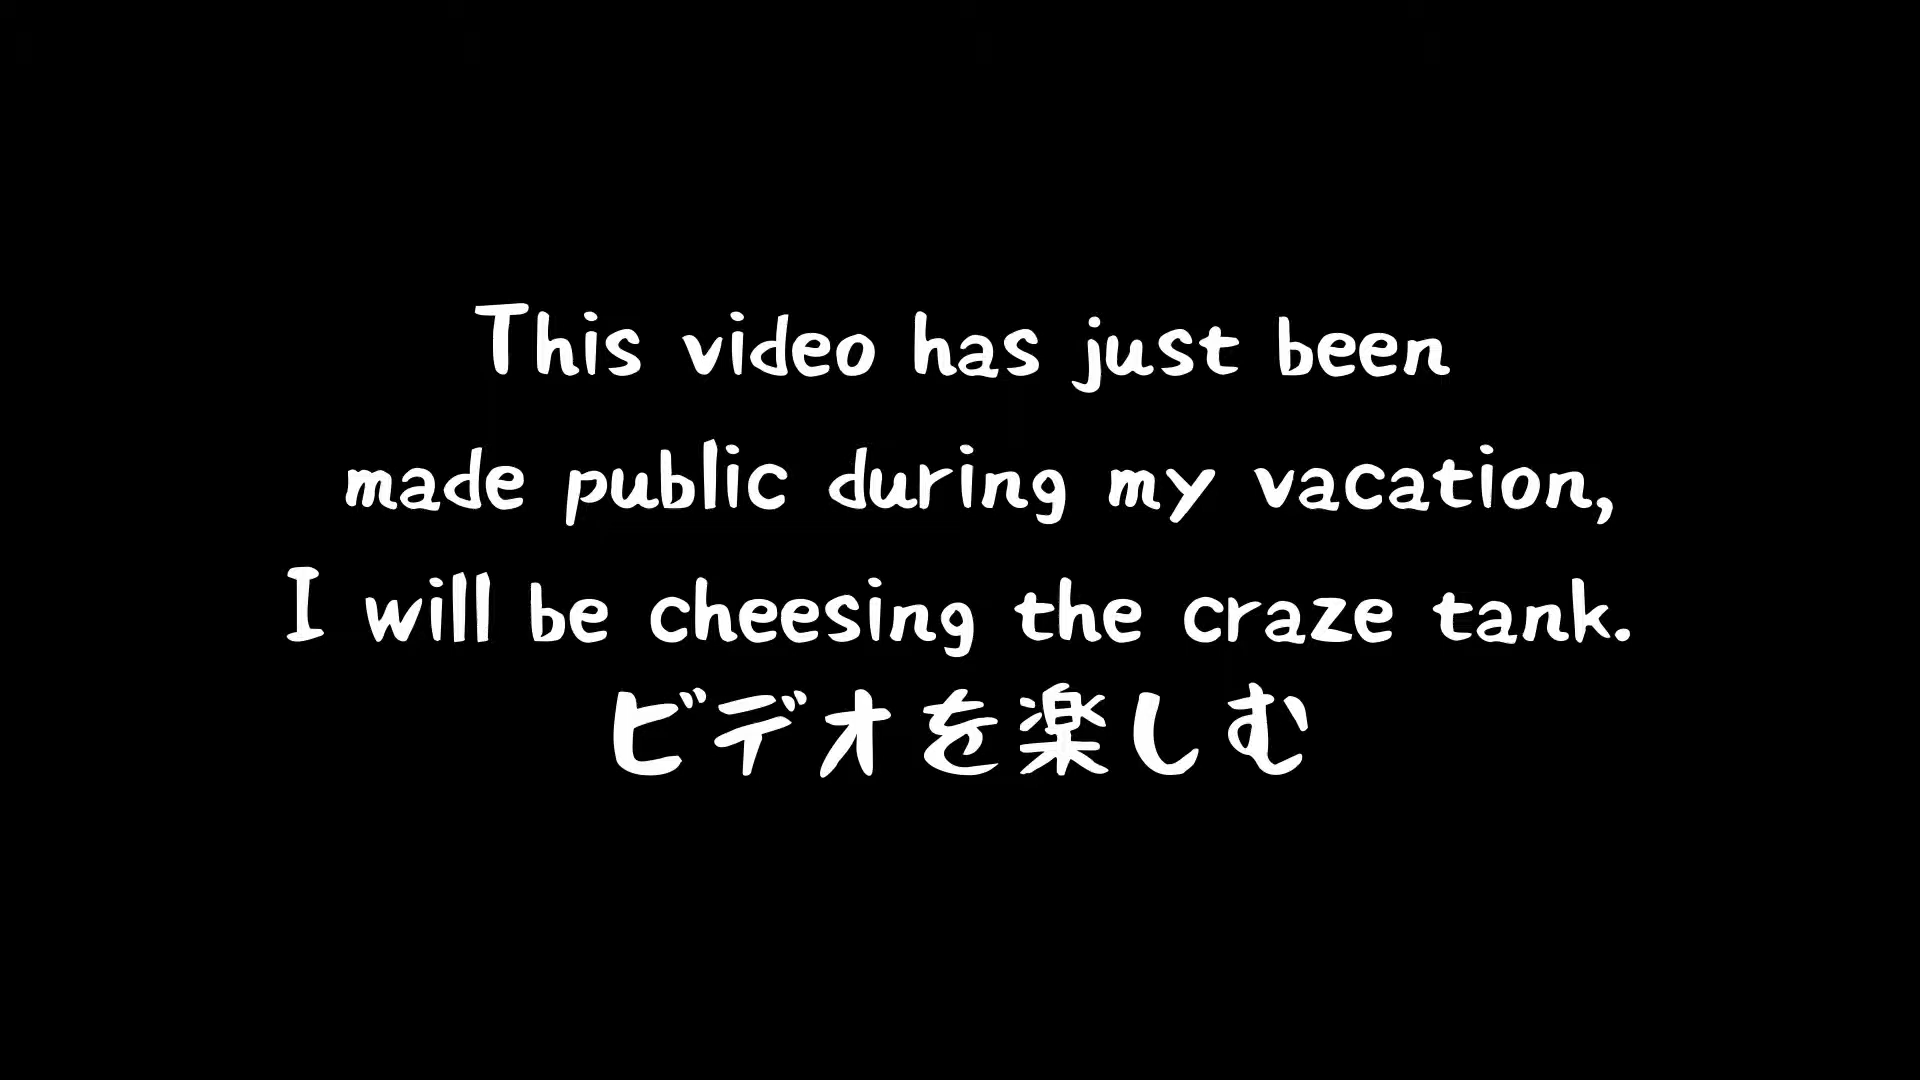 This video has just been
made public during my vacation,
I will be cheesing the craze tank.
ビデオを楽しむ